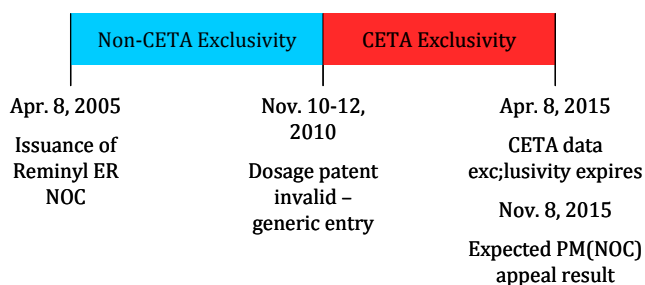 Non-CETA Exclusivity
CETA Exclusivity
Apr. 8, 2005
Issuance of
Reminyl ER
NOC
Nov. 10-12,
2010
Dosage patent
invalid –
generic entry
Apr. 8, 2015
CETA data
exc;lusivity expires
Nov. 8, 2015
Expected PM(NOC)
appeal result